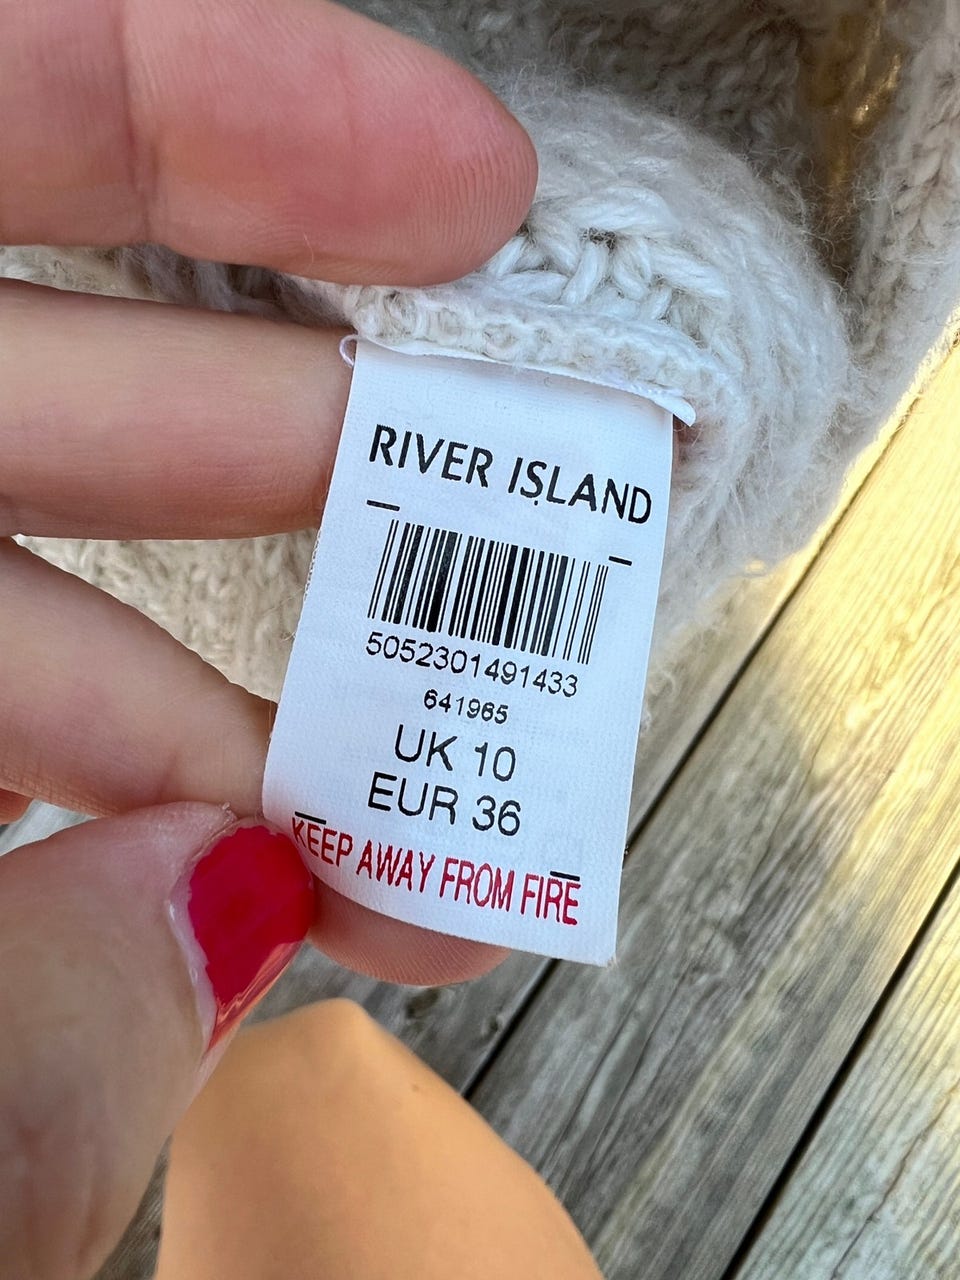 RIVER ISLAND
5052301491433
641965
UK 10
EUR 36
KEEP AWAY FROM FIRE